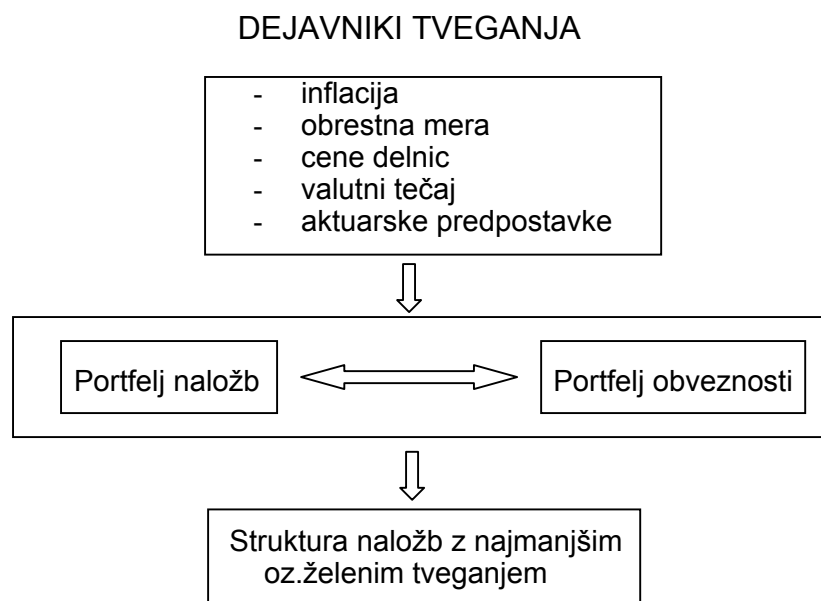 DEJAVNIKI TVEGANJA
- inflacija
- obrestna mera
- cene delnic
- valutni tečaj
- aktuarske predpostavke
Portfelj naložb
Portfelj obveznosti
Struktura naložb z najmanjšim
oz.želenim tveganjem